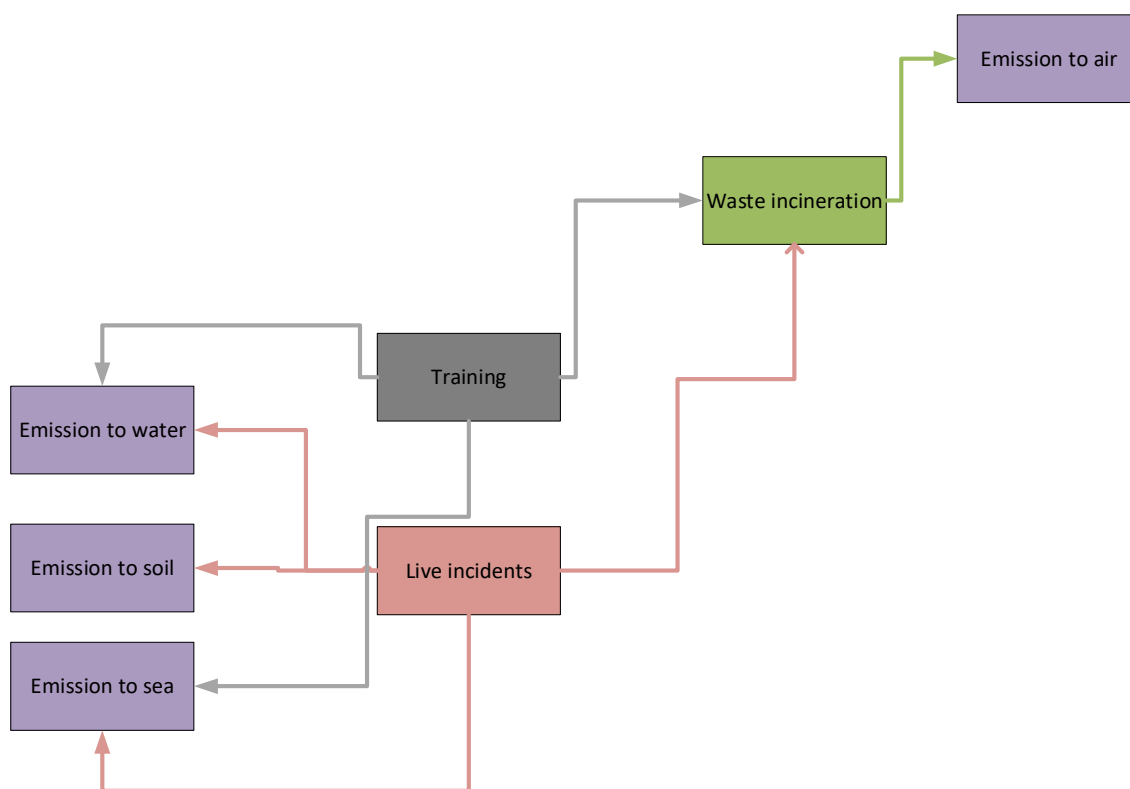 Emission to air
Waste incineration
Training
Emission to water
Emission to soil
Live incidents
Emission to sea